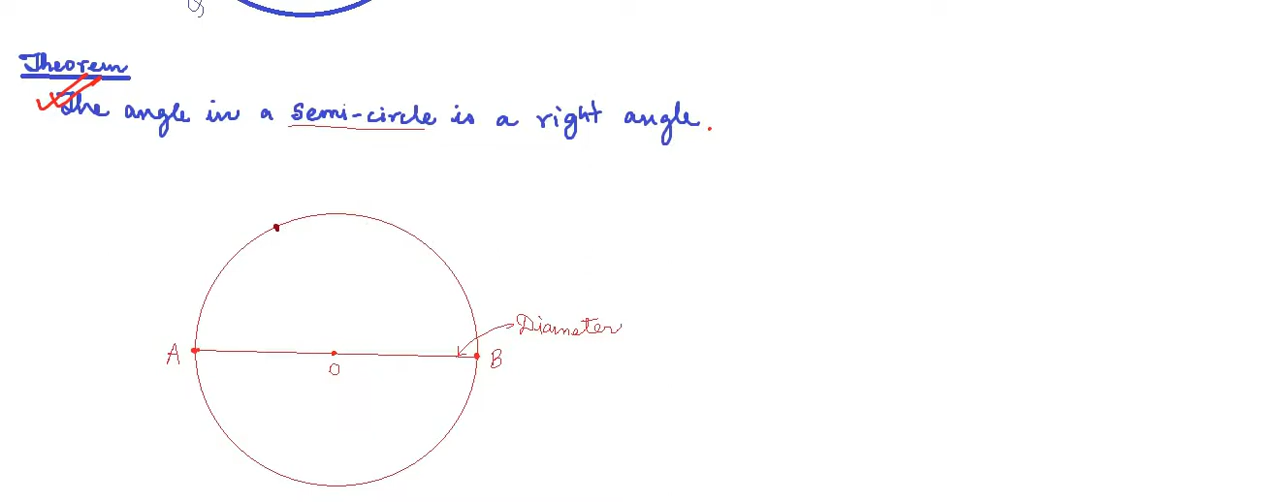 Theorem
The angle in a semi-circle is a right angle.
Diameter
A
B
O